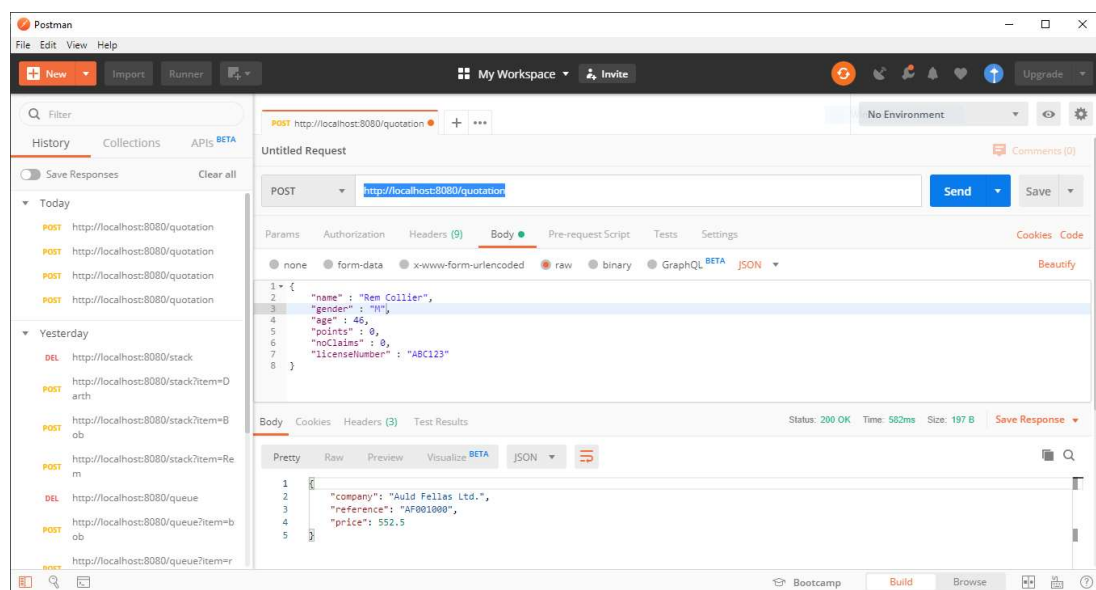 Postman
File Edit View Help
New Import Runner My Workspace Invite Upgrade
Filter
History Collections APIs BETA
Save Responses Clear all
Today
POST http://localhost:8080/quotation
POST http://localhost:8080/quotation
POST http://localhost:8080/quotation
POST http://localhost:8080/quotation
Yesterday
DEL http://localhost:8080/stack
POST http://localhost:8080/stack?item=D
arth
POST http://localhost:8080/stack?item=B
ob
POST http://localhost:8080/stack?item=Re
m
DEL http://localhost:8080/queue
POST http://localhost:8080/queue?item=b
ob
POST http://localhost:8080/queue?item=r
POST http://localhost:8080/quotation
No Environment
Untitled Request Comments (0)
POST http://localhost:8080/quotation Send Save
Params Authorization Headers (9) Body Pre-request Script Tests Settings Cookies Code
none form-data x-www-form-urlencoded raw binary GraphQL BETA JSON Beautify
1 {
2 "name" : "Rem Collier",
3 "gender" : "M",
4 "age" : 46,
5 "points" : 0,
6 "noClaims" : 0,
7 "licenseNumber" : "ABC123"
8 }
Body Cookies Headers (3) Test Results Status: 200 OK Time: 582ms Size: 197 B Save Response
Pretty Raw Preview Visualize BETA JSON
1 {
2 "company": "Auld Fellas Ltd.",
3 "reference": "AF001000",
4 "price": 552.5
5 }
Bootcamp Build Browse